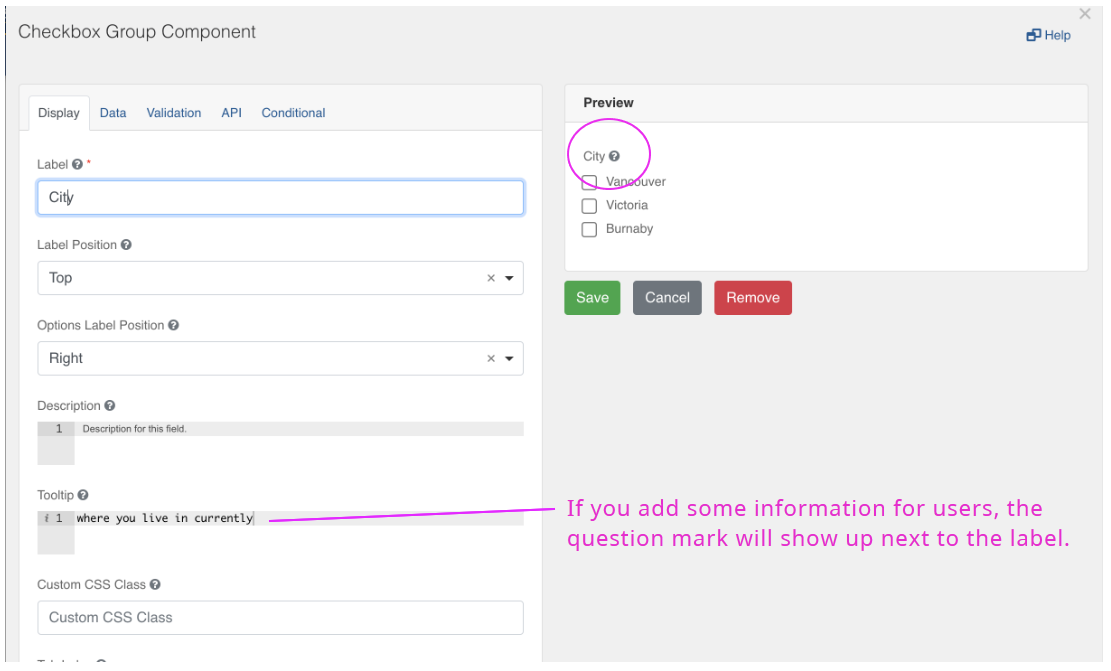 ×
Checkbox Group Component
Help
Display Data Validation API Conditional
Label *
City
Label Position
Top ×
Options Label Position
Right ×
Description
1 Description for this field.
Tooltip
i 1 where you live in currently
Custom CSS Class
Custom CSS Class
Preview
City
Vancouver
Victoria
Burnaby
Save Cancel Remove
If you add some information for users, the
question mark will show up next to the label.